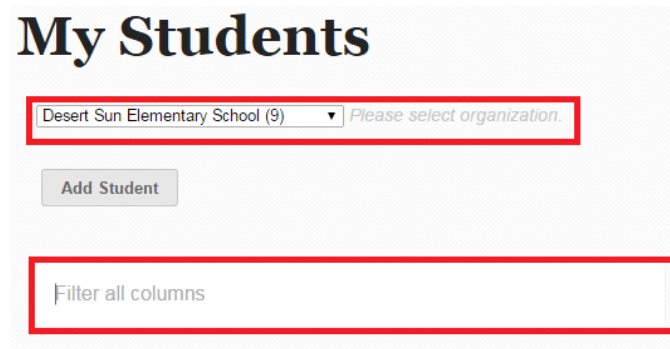 My Students
Desert Sun Elementary School (9) Please select organization.
Add Student
Filter all columns